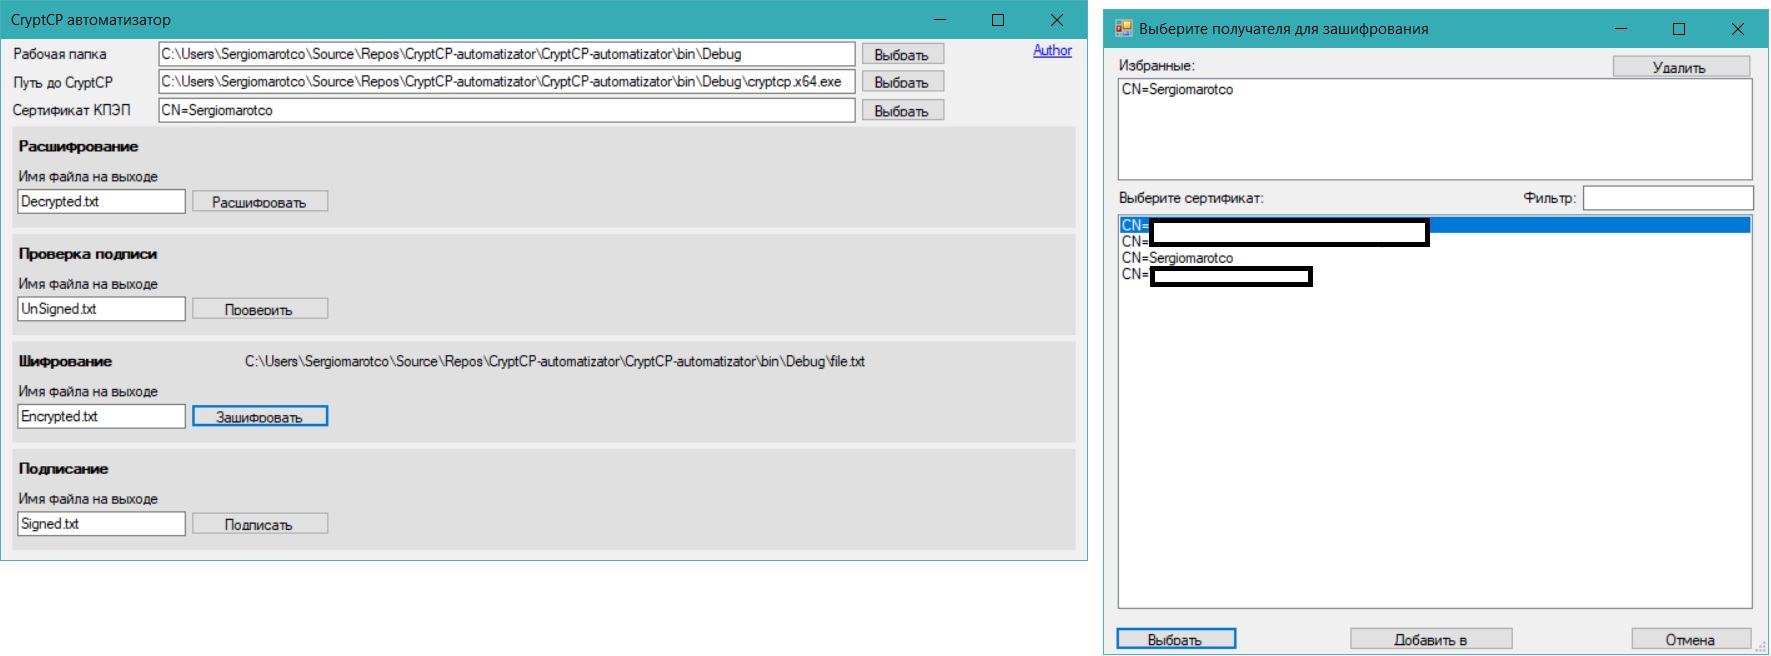 CryptCP автоматизатор
Рабочая папка C:\Users\Sergiomarotco\Source\Repos\CryptCP-automatizator\CryptCP-automatizator\bin\Debug Выбрать Author
Путь до CryptCP C:\Users\Sergiomarotco\Source\Repos\CryptCP-automatizator\CryptCP-automatizator\bin\Debug\cryptcp.x64.exe Выбрать
Сертификат КПЭП CN=Sergiomarotco Выбрать
Расшифрование
Имя файла на выходе
Decrypted.txt Расшифровать
Проверка подписи
Имя файла на выходе
UnSigned.txt Проверить
Шифрование C:\Users\Sergiomarotco\Source\Repos\CryptCP-automatizator\CryptCP-automatizator\bin\Debug\file.txt
Имя файла на выходе
Encrypted.txt Зашифровать
Подписание
Имя файла на выходе
Signed.txt Подписать
Выберите получателя для зашифрования
Избранные: Удалить
CN=Sergiomarotco
Выберите сертификат: Фильтр:
CN=
CN=
CN=Sergiomarotco
CN=
Выбрать Добавить в Отмена